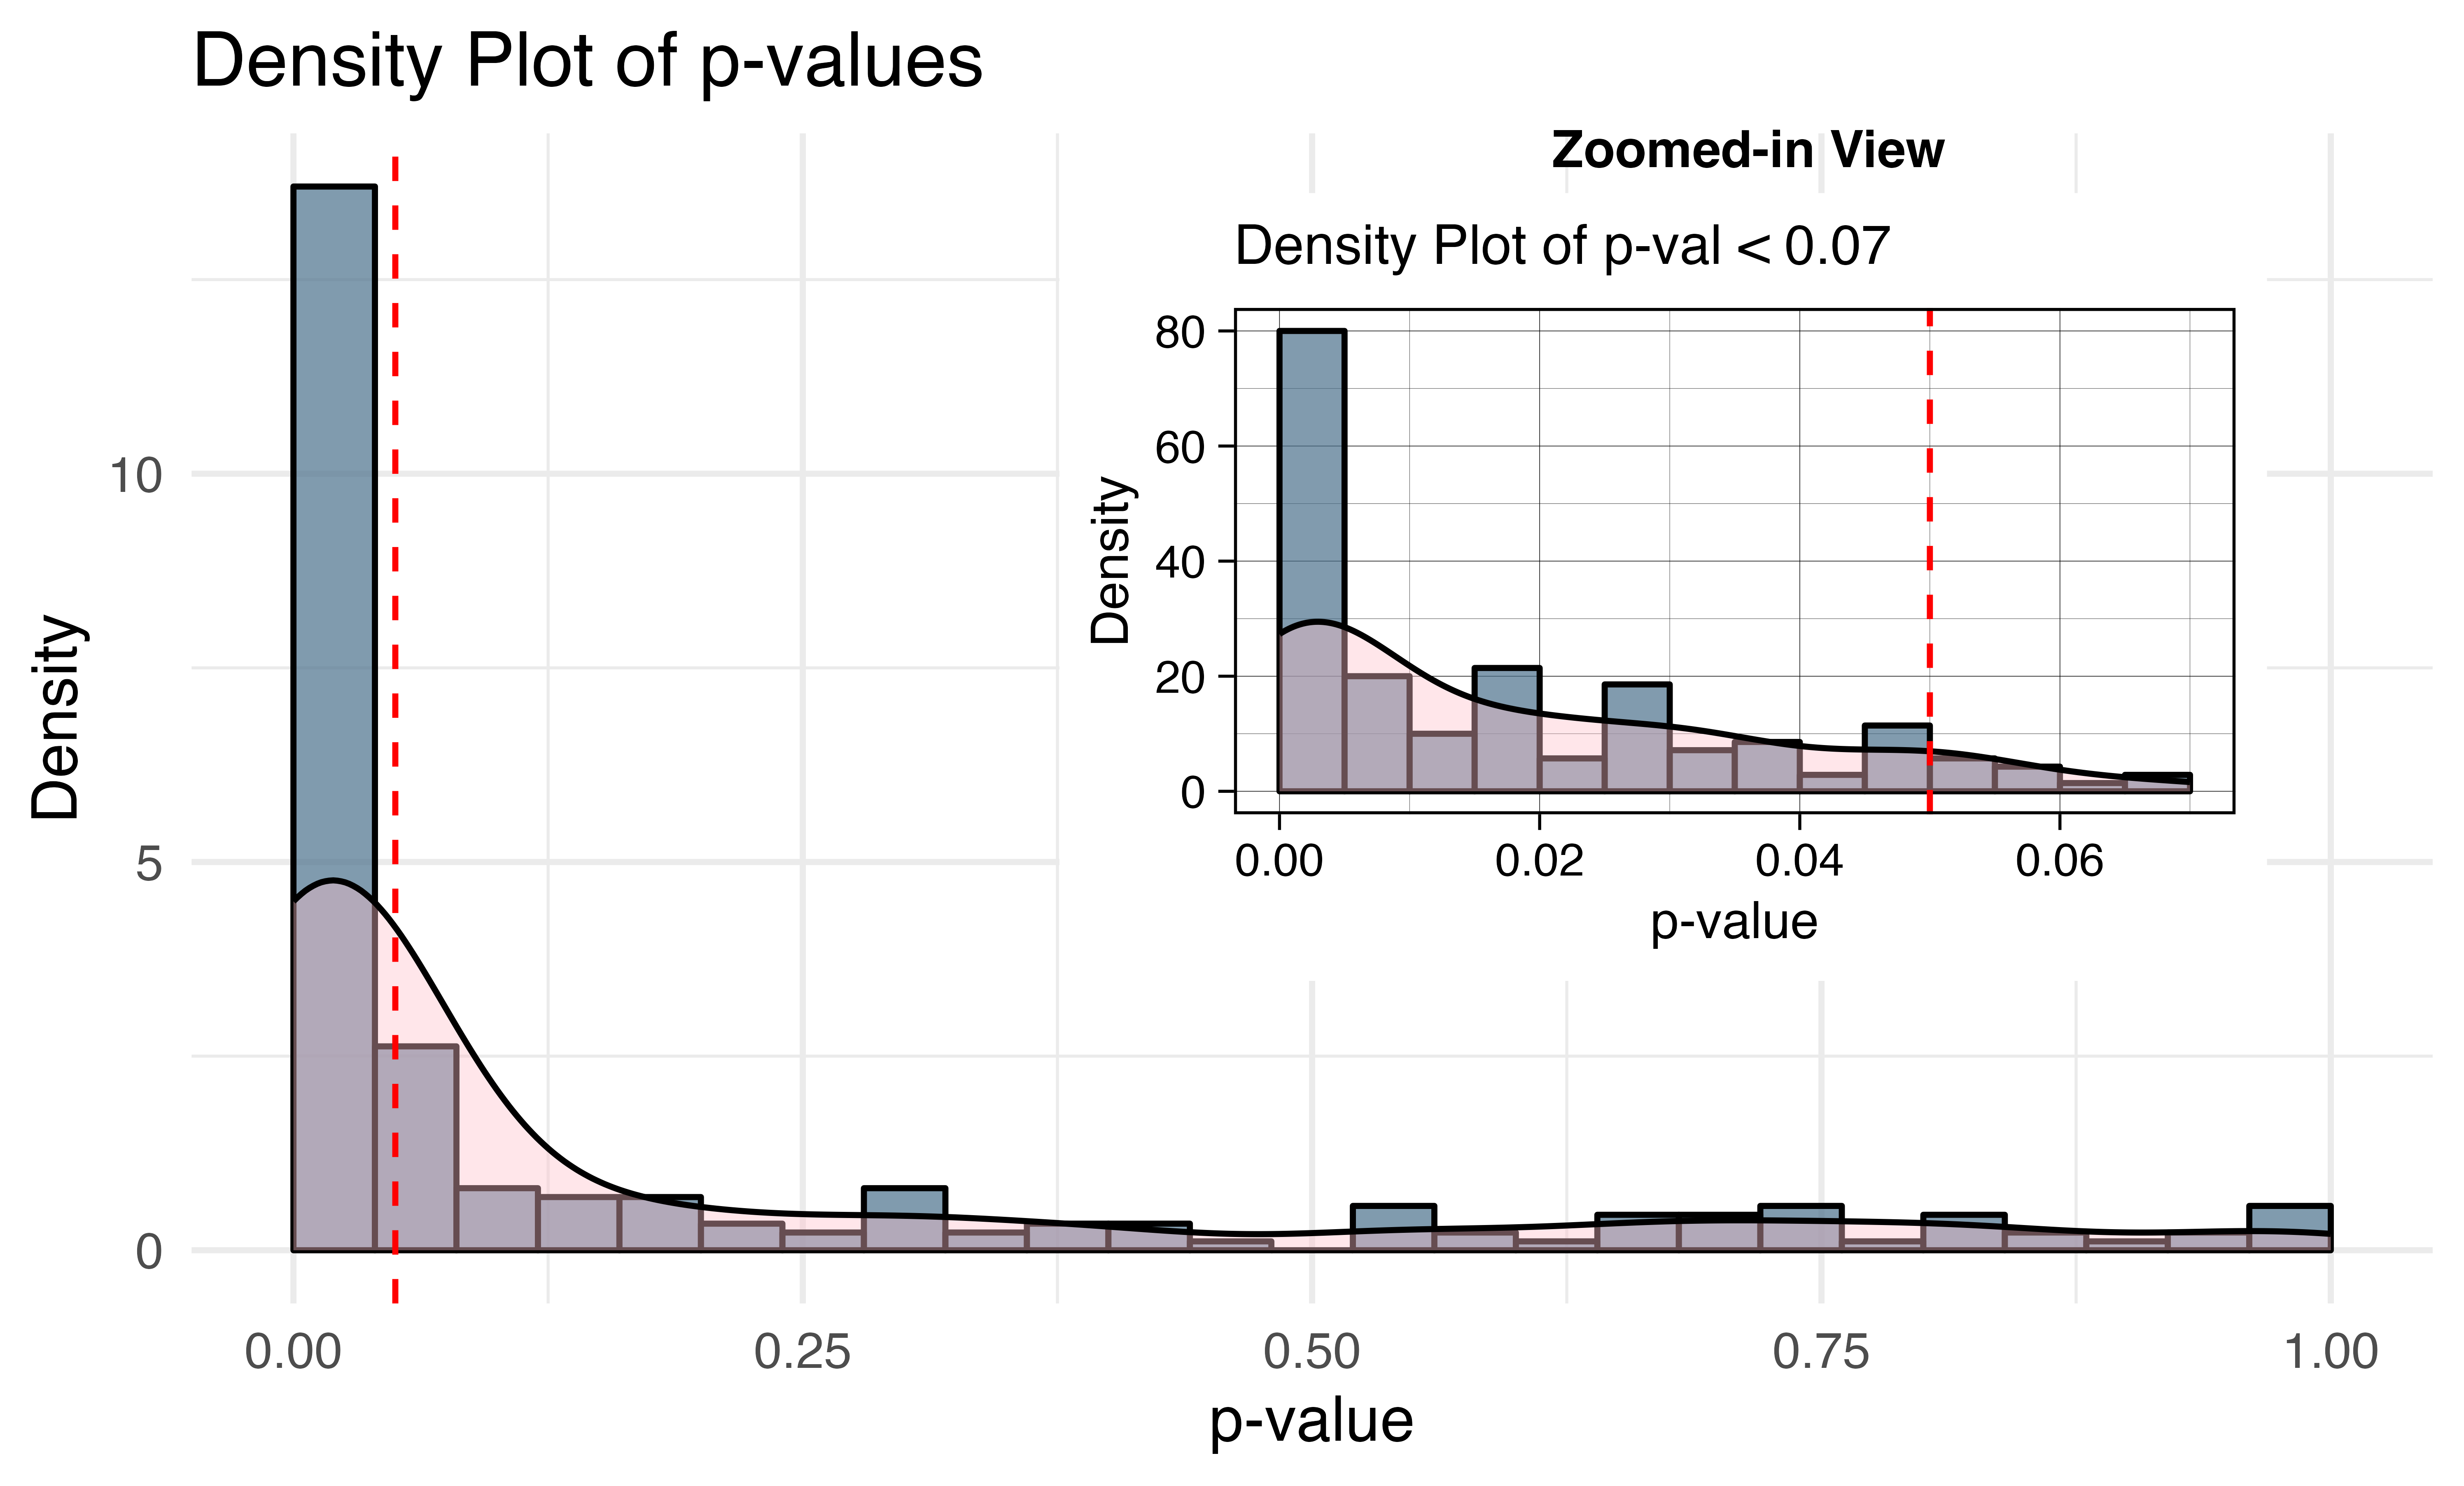 Density Plot of p-values
Zoomed-in View
Density Plot of p-val < 0.07
80
60
40
20
0
Density
0.00 0.02 0.04 0.06
p-value
10
5
0
Density
0.00 0.25 0.50 0.75 1.00
p-value